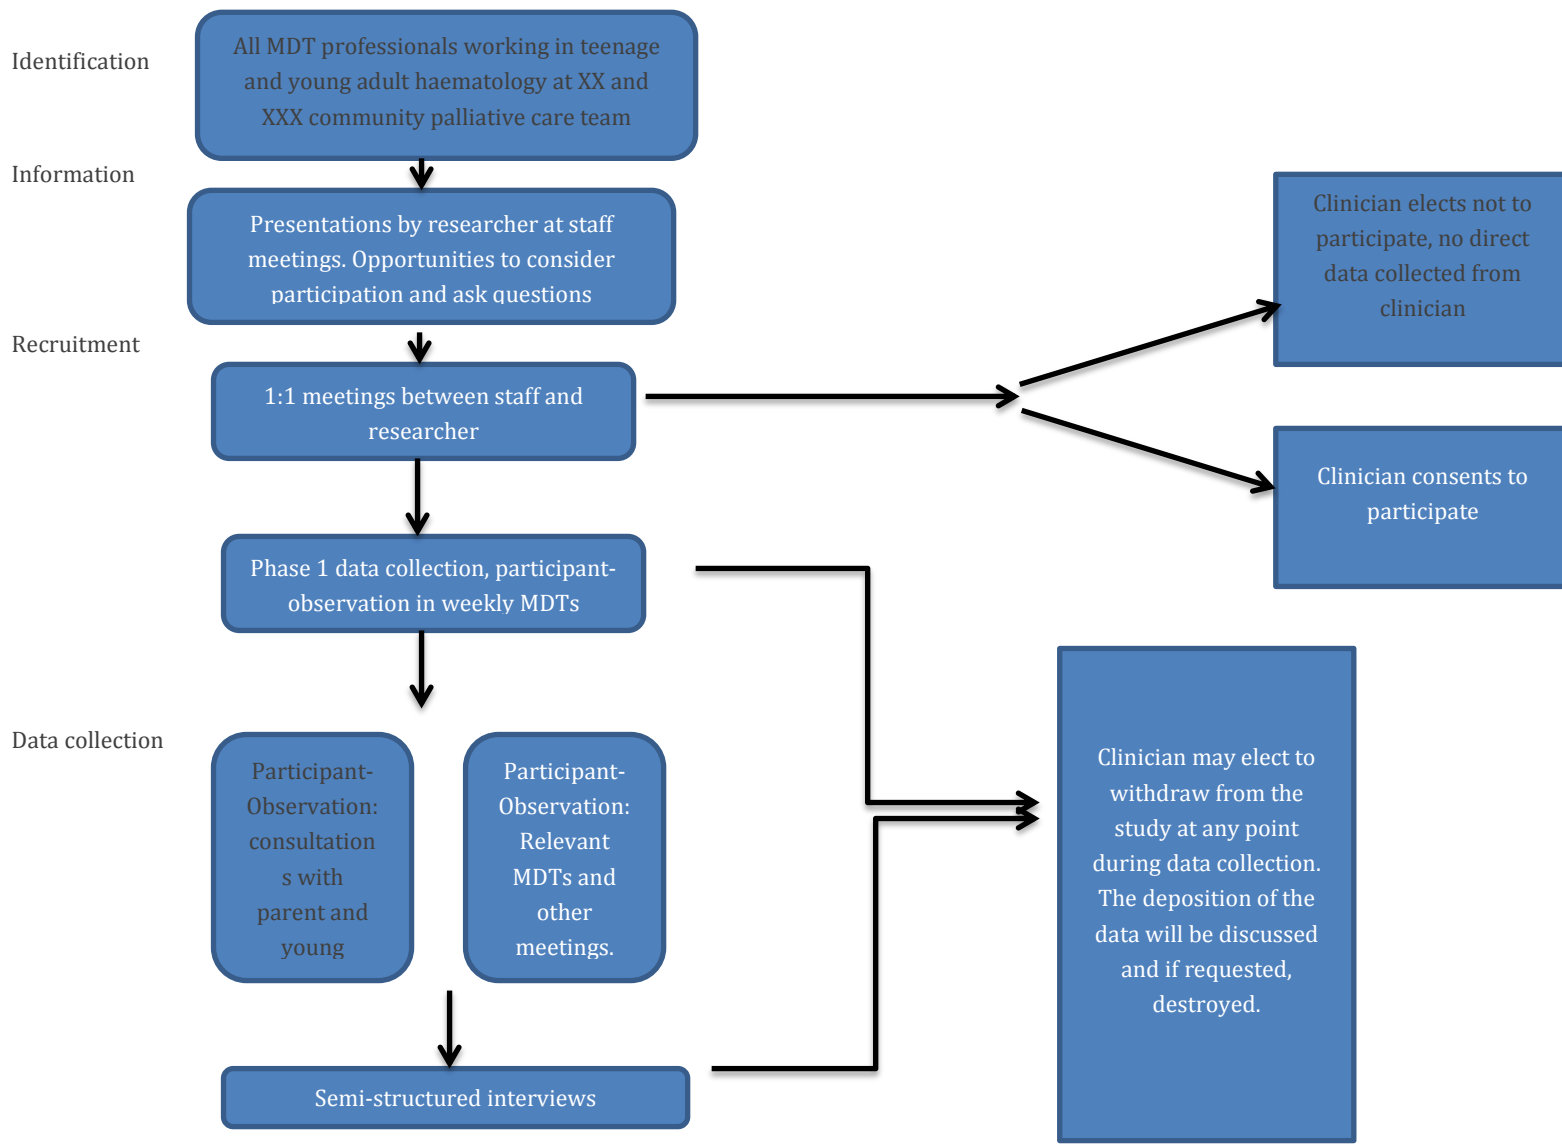 Identification
All MDT professionals working in teenage
and young adult haematology at XX and
XXX community palliative care team
Information
Presentations by researcher at staff
meetings. Opportunities to consider
participation and ask questions
Clinician elects not to
participate, no direct
data collected from
clinician
Recruitment
1:1 meetings between staff and
researcher
Clinician consents to
participate
Phase 1 data collection, participant-
observation in weekly MDTs
Data collection
Participant-
Observation:
consultation
s with
parent and
young
Participant-
Observation:
Relevant
MDTs and
other
meetings.
Clinician may elect to
withdraw from the
study at any point
during data collection.
The deposition of the
data will be discussed
and if requested,
destroyed.
Semi-structured interviews